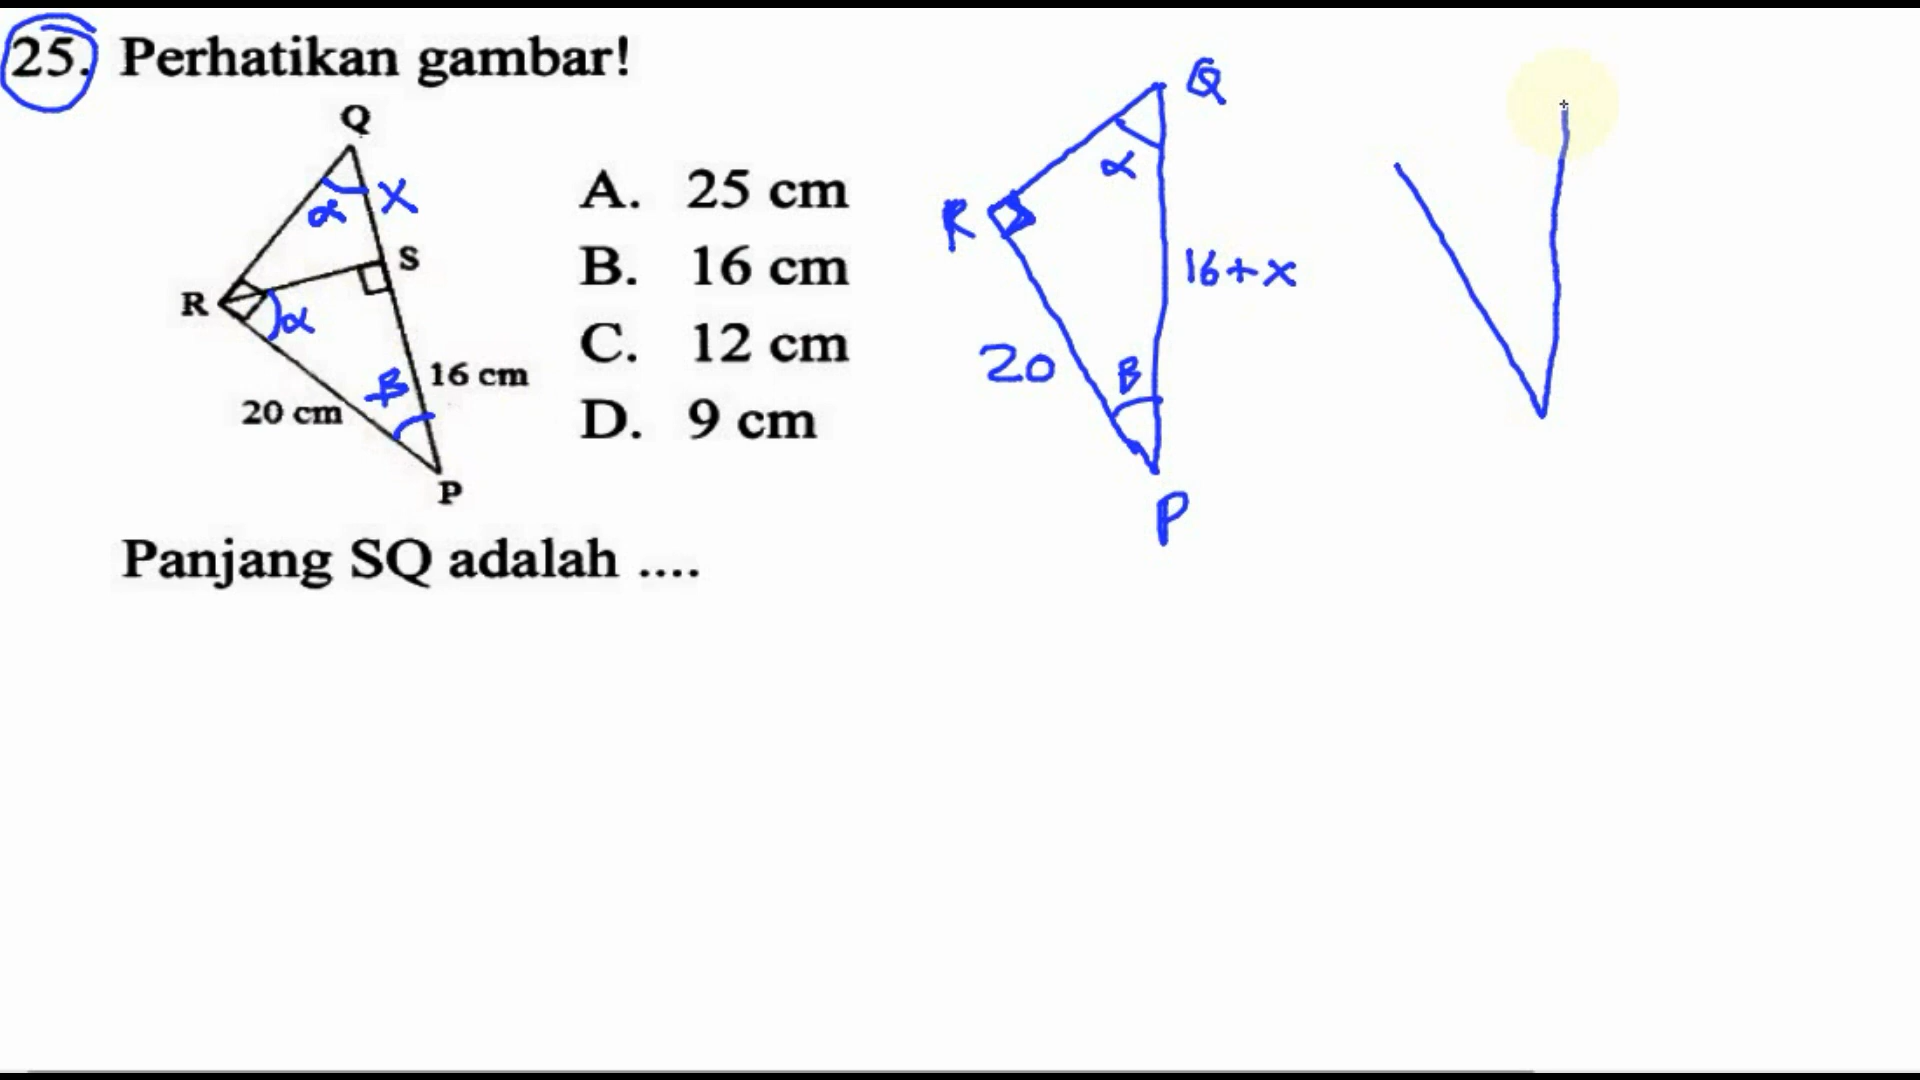 25. Perhatikan gambar!
Q
α X
S
R
α
β 16 cm
20 cm
P
A. 25 cm
B. 16 cm
C. 12 cm
D. 9 cm
Panjang SQ adalah ....
Q
α
R
16+x
20 B
P